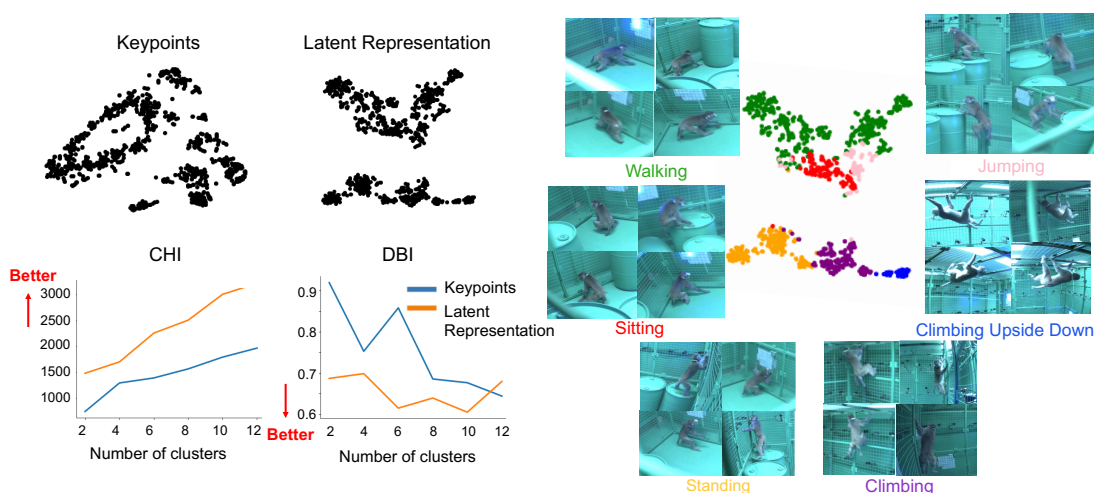 Keypoints
Latent Representation
CHI
Better
3000
2500
2000
1500
1000
2 4 6 8 10 12
Number of clusters
DBI
0.9
0.8
0.7
0.6
Better
2 4 6 8 10 12
Number of clusters
Keypoints
Latent
Representation
Walking
Jumping
Sitting
Climbing Upside Down
Standing
Climbing